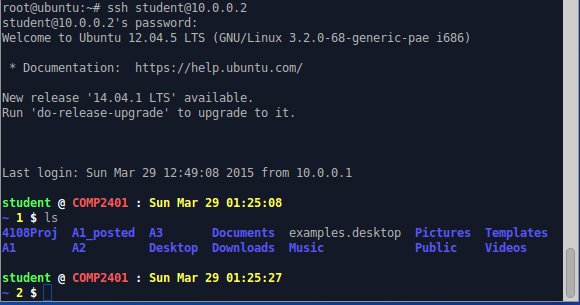 root@ubuntu:~# ssh student@10.0.0.2
student@10.0.0.2's password:
Welcome to Ubuntu 12.04.5 LTS (GNU/Linux 3.2.0-68-generic-pae i686)
* Documentation:  https://help.ubuntu.com/
New release '14.04.1 LTS' available.
Run 'do-release-upgrade' to upgrade to it.
Last login: Sun Mar 29 12:49:08 2015 from 10.0.0.1
student @ COMP2401 : Sun Mar 29 01:25:08
~ 1 $ ls
4108Proj  A1_posted  A3       Documents  examples.desktop  Pictures  Templates
A1        A2         Desktop  Downloads  Music             Public    Videos
student @ COMP2401 : Sun Mar 29 01:25:27
~ 2 $